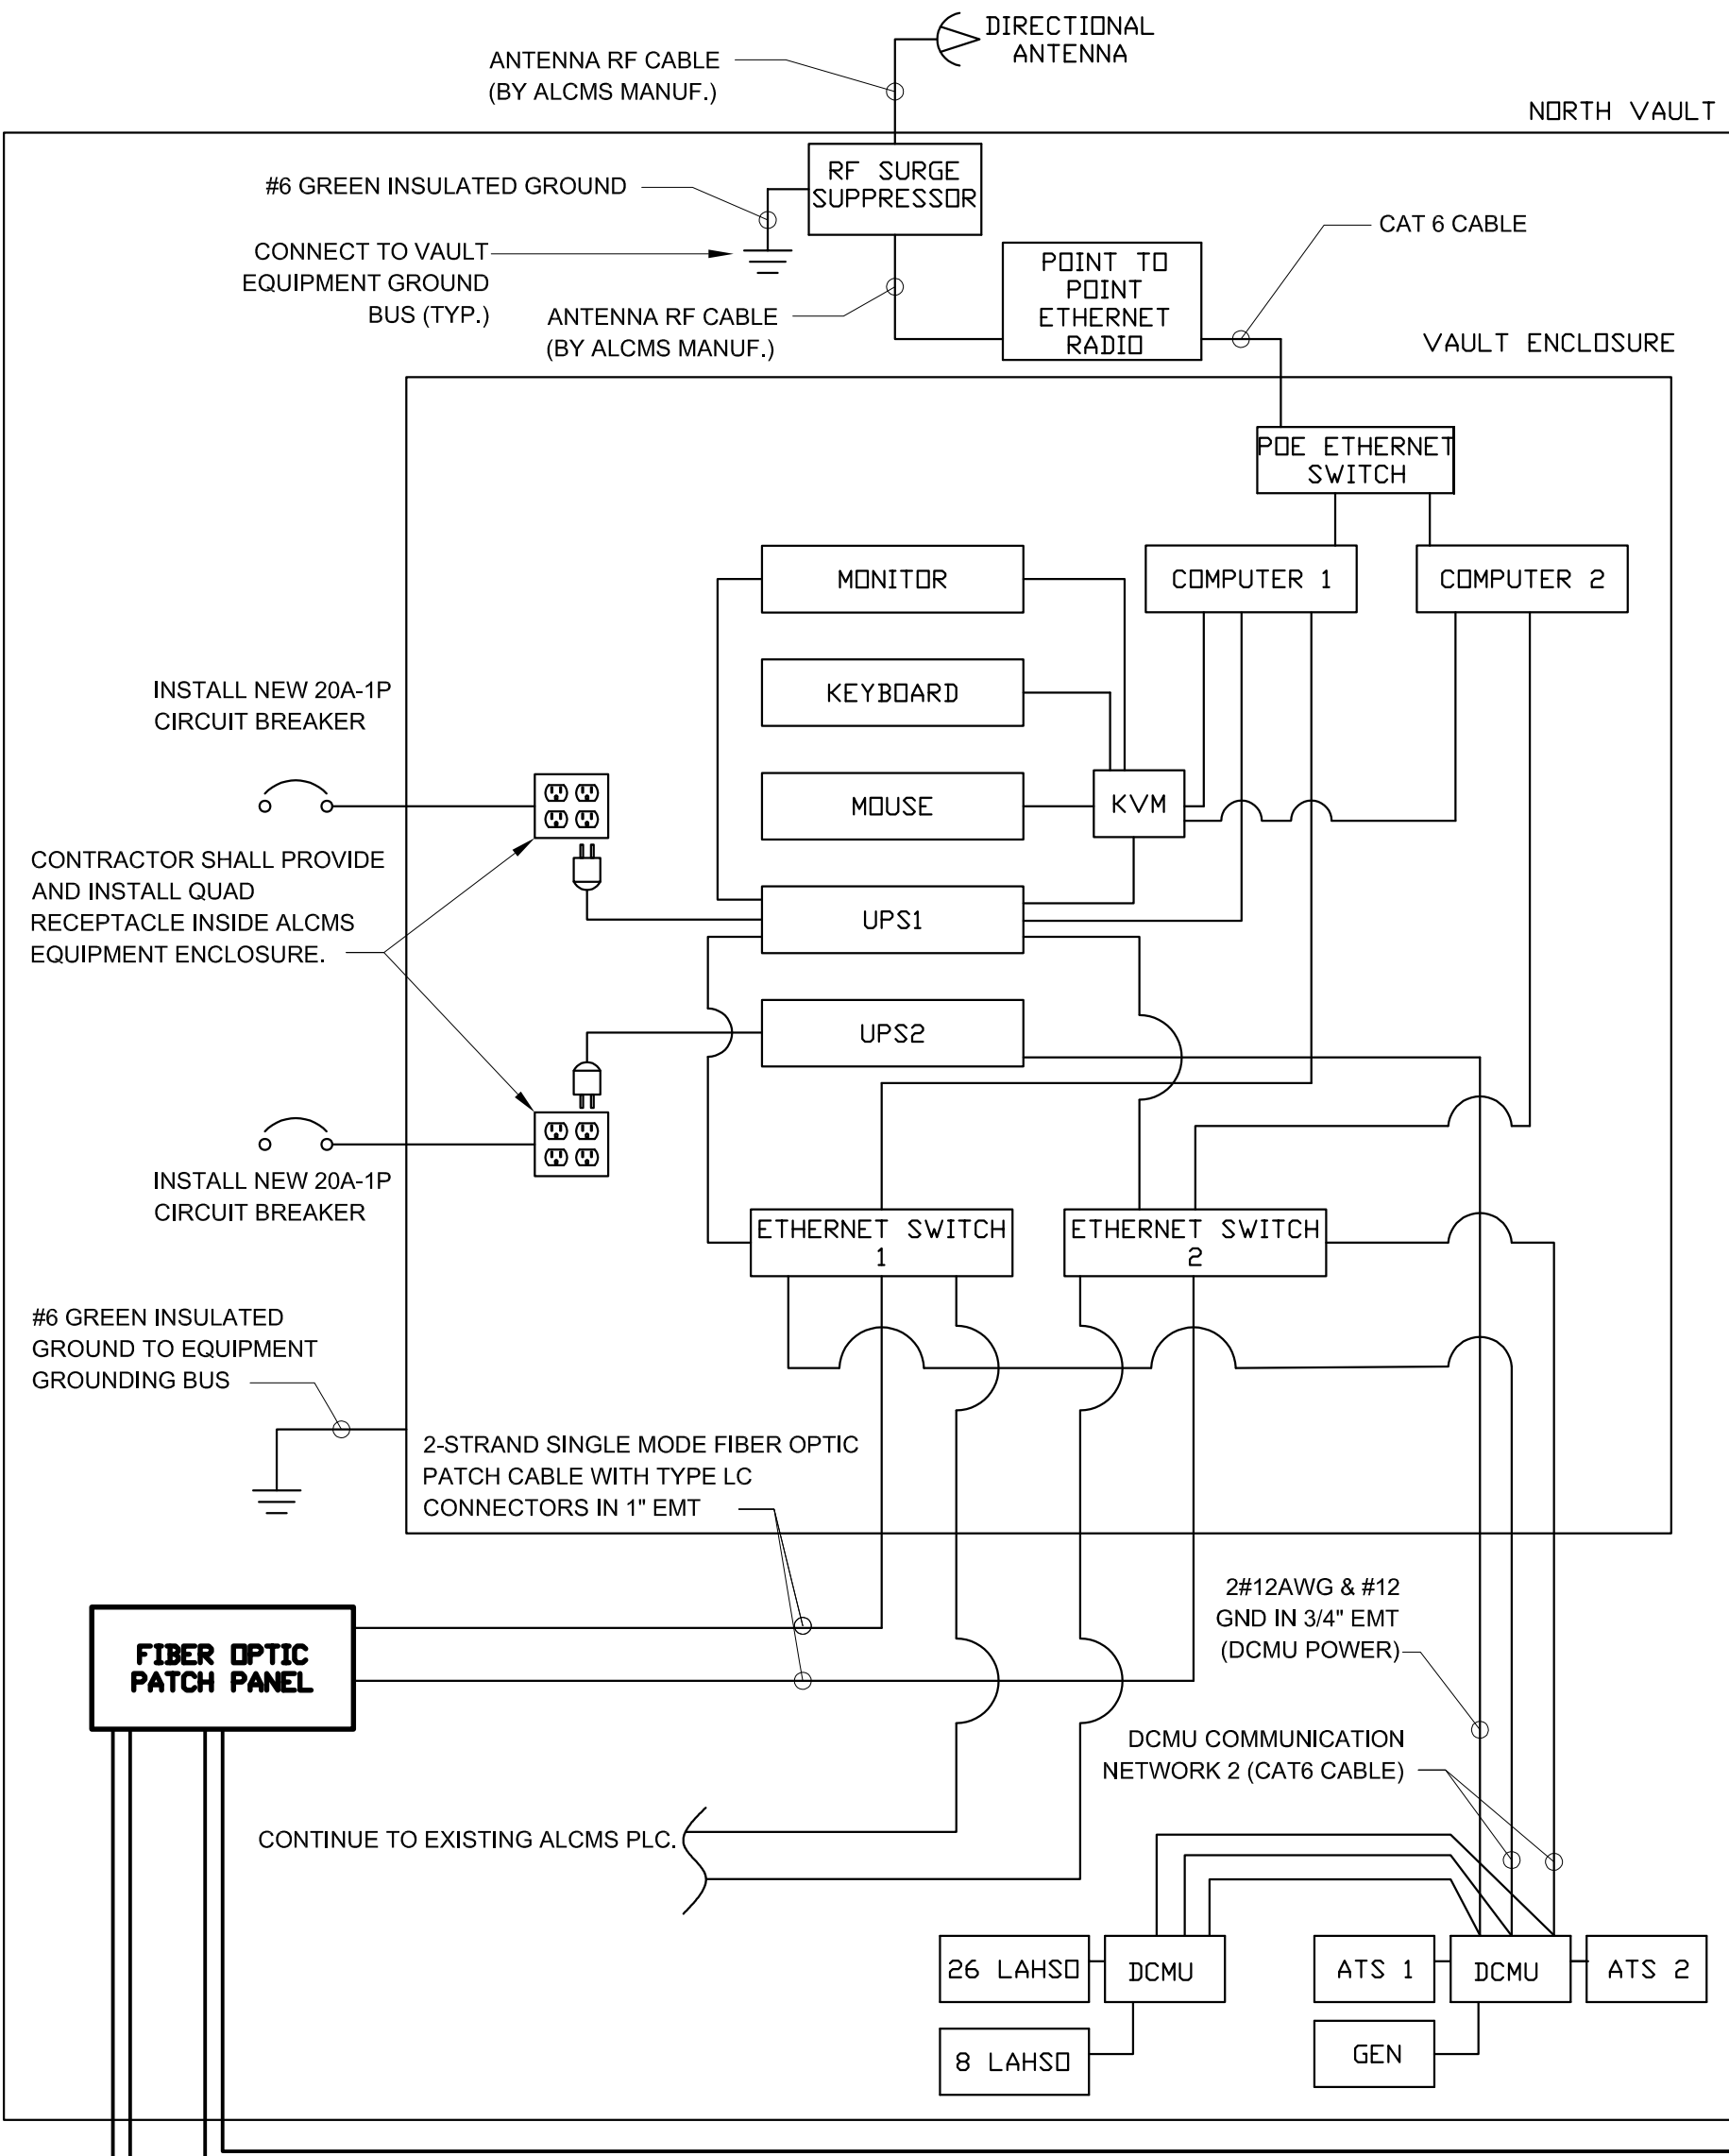 DIRECTIONAL
ANTENNA
ANTENNA RF CABLE
(BY ALCMS MANUF.)
NORTH VAULT
RF SURGE
SUPPRESSOR
#6 GREEN INSULATED GROUND
CAT 6 CABLE
CONNECT TO VAULT
EQUIPMENT GROUND
BUS (TYP.)
POINT TO
POINT
ETHERNET
RADIO
ANTENNA RF CABLE
(BY ALCMS MANUF.)
VAULT ENCLOSURE
POE ETHERNET
SWITCH
MONITOR
COMPUTER 1
COMPUTER 2
KEYBOARD
INSTALL NEW 20A-1P
CIRCUIT BREAKER
MOUSE
KVM
CONTRACTOR SHALL PROVIDE
AND INSTALL QUAD
RECEPTACLE INSIDE ALCMS
EQUIPMENT ENCLOSURE.
UPS1
UPS2
INSTALL NEW 20A-1P
CIRCUIT BREAKER
ETHERNET SWITCH
1
ETHERNET SWITCH
2
#6 GREEN INSULATED
GROUND TO EQUIPMENT
GROUNDING BUS
2-STRAND SINGLE MODE FIBER OPTIC
PATCH CABLE WITH TYPE LC
CONNECTORS IN 1" EMT
2#12AWG & #12
GND IN 3/4" EMT
(DCMU POWER)
FIBER OPTIC
PATCH PANEL
DCMU COMMUNICATION
NETWORK 2 (CAT6 CABLE)
CONTINUE TO EXISTING ALCMS PLC.
26 LAHSO
DCMU
ATS 1
DCMU
ATS 2
8 LAHSO
GEN